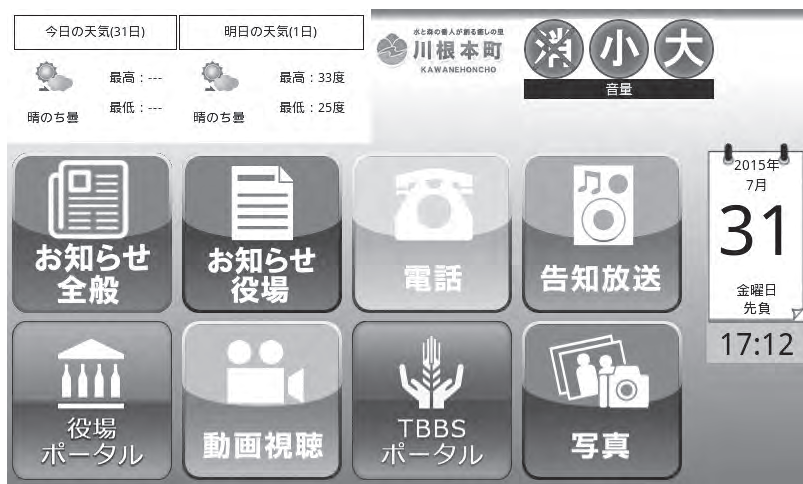 今日の天気(31日)
明日の天気(1日)
最高：---
最低：---
晴のち曇
最高：33度
最低：25度
晴のち曇
水と森の番人が創る癒しの里
川根本町
KAWANEHONCHO
消 小 大
音量
お知らせ
全般
お知らせ
役場
電話
告知放送
2015年
7月
31
金曜日
先負
17:12
役場
ポータル
動画視聴
TBBS
ポータル
写真